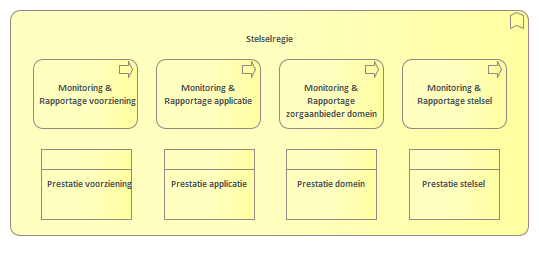 Stelselregie
Monitoring &
Rapportage voorziening
Monitoring &
Rapportage applicatie
Monitoring &
Rapportage
zorgaanbieder domein
Monitoring &
Rapportage stelsel
Prestatie voorziening
Prestatie applicatie
Prestatie domein
Prestatie stelsel